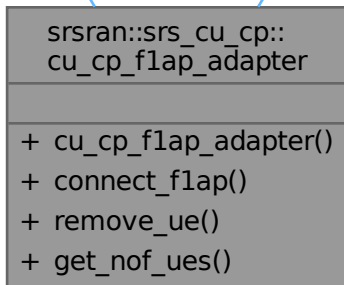 srsran::srs_cu_cp::
cu_cp_f1ap_adapter
+ cu_cp_f1ap_adapter()
+ connect_f1ap()
+ remove_ue()
+ get_nof_ues()